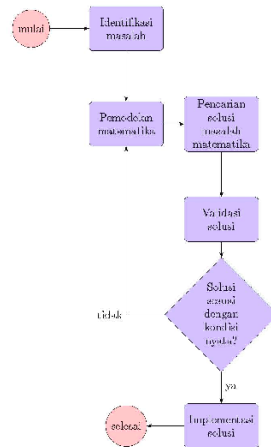 mulai
Identifikasi
masalah
Pemodelan
matematika
Pencarian
solusi
masalah
matematika
Validasi
solusi
Solusi
sesuai
dengan
kondisi
nyata?
tidak
ya
Implementasi
solusi
selesai